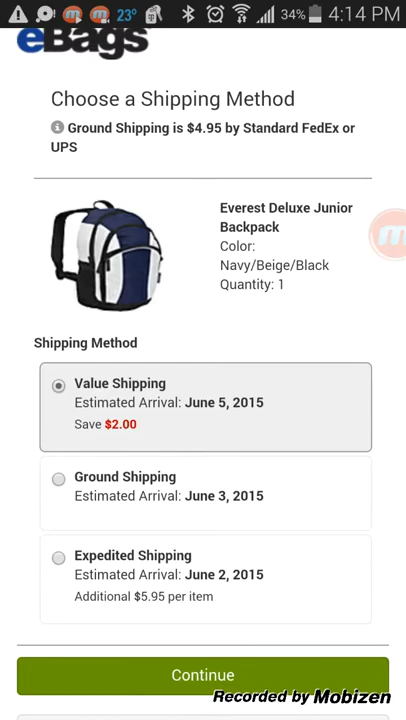 23° 34% 4:14 PM
eBags
Choose a Shipping Method
Ground Shipping is $4.95 by Standard FedEx or
UPS
Everest Deluxe Junior
Backpack
Color:
Navy/Beige/Black
Quantity: 1
Shipping Method
Value Shipping
Estimated Arrival: June 5, 2015
Save $2.00
Ground Shipping
Estimated Arrival: June 3, 2015
Expedited Shipping
Estimated Arrival: June 2, 2015
Additional $5.95 per item
Continue
Recorded by Mobizen